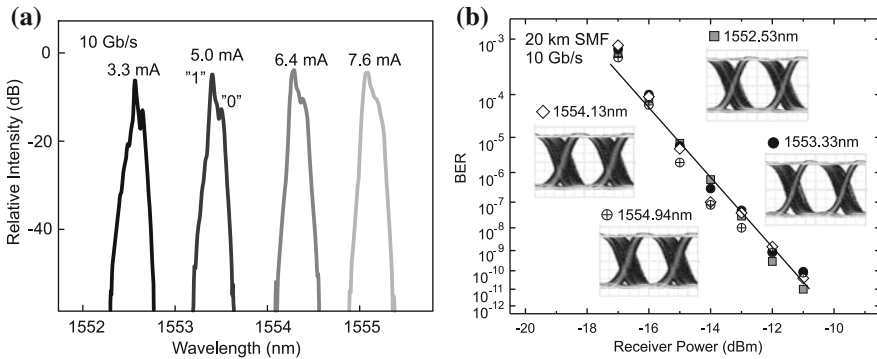 (a)
10 Gb/s
3.3 mA
5.0 mA
"1"
"0"
6.4 mA
7.6 mA
0
-20
-40
Relative Intensity (dB)
1552
1553
1554
1555
Wavelength (nm)
(b)
20 km SMF
10 Gb/s
1552.53nm
1554.13nm
1553.33nm
1554.94nm
10-3
10-4
10-5
10-6
10-7
10-8
10-9
10-10
10-11
10-12
BER
-20
-18
-16
-14
-12
-10
Receiver Power (dBm)